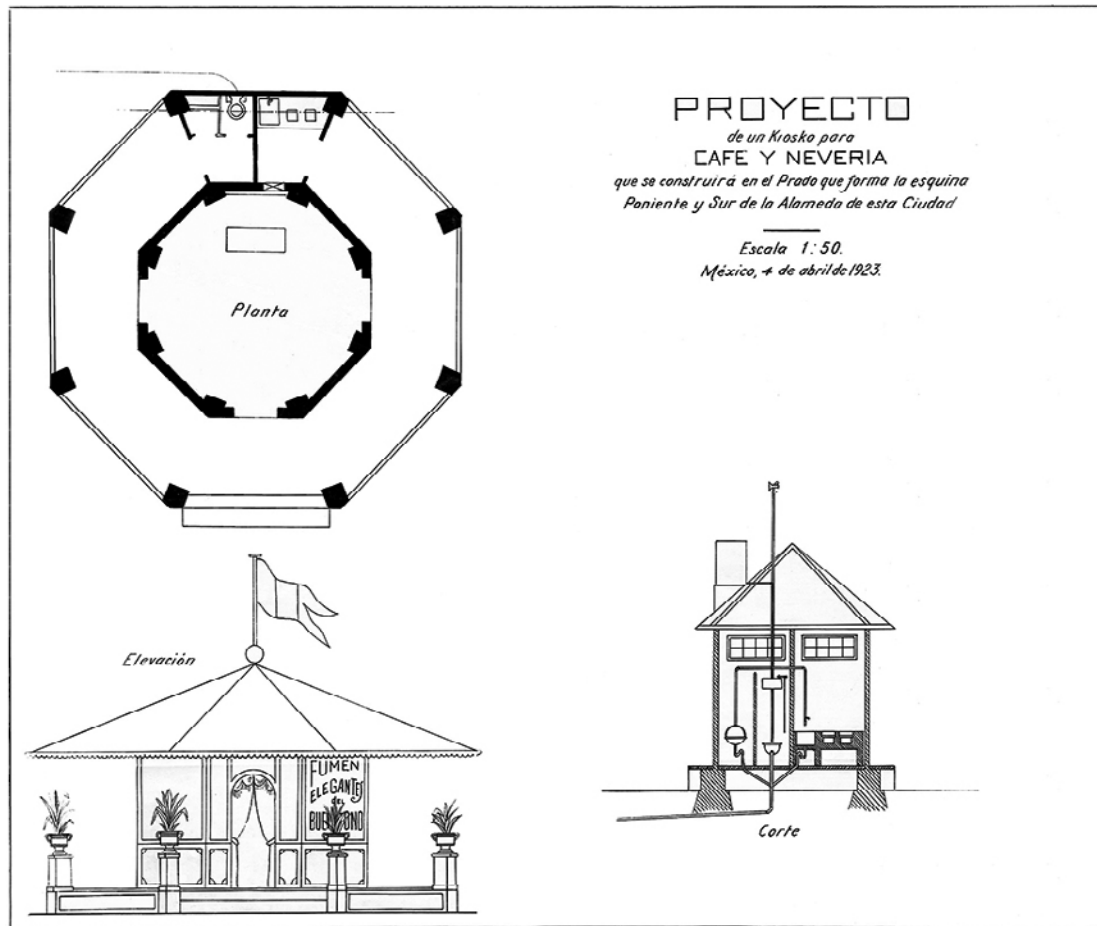 PROYECTO
de un Kiosko para
CAFE Y NEVERIA
que se construirá en el Prado que forma la esquina
Poniente y Sur de la Alameda de esta Ciudad
Escala 1:50.
México, 4 de abril de 1923.
Planta
Elevación
FUMEN
ELEGANTES
del
BUEN TONO
Corte